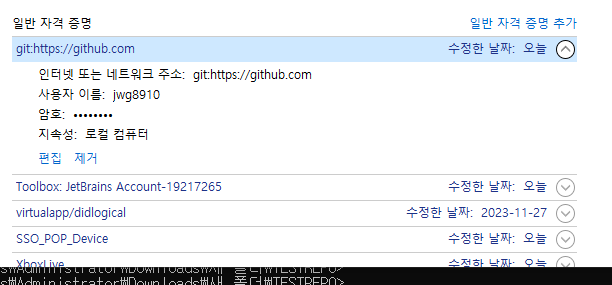 일반 자격 증명 일반 자격 증명 추가
git:https://github.com 수정한 날짜: 오늘
인터넷 또는 네트워크 주소: git:https://github.com
사용자 이름: jwg8910
암호: ••••••••
지속성: 로컬 컴퓨터
편집 제거
Toolbox: JetBrains Account-19217265 수정한 날짜: 오늘
virtualapp/didlogical 수정한 날짜: 2023-11-27
SSO_POP_Device 수정한 날짜: 오늘
XboxLive 수정한 날짜: 오늘
s₩Administrator₩Downloads₩새 폴더₩TESTREPO>
s₩Administrator₩Downloads₩새 폴더₩TESTREPO>